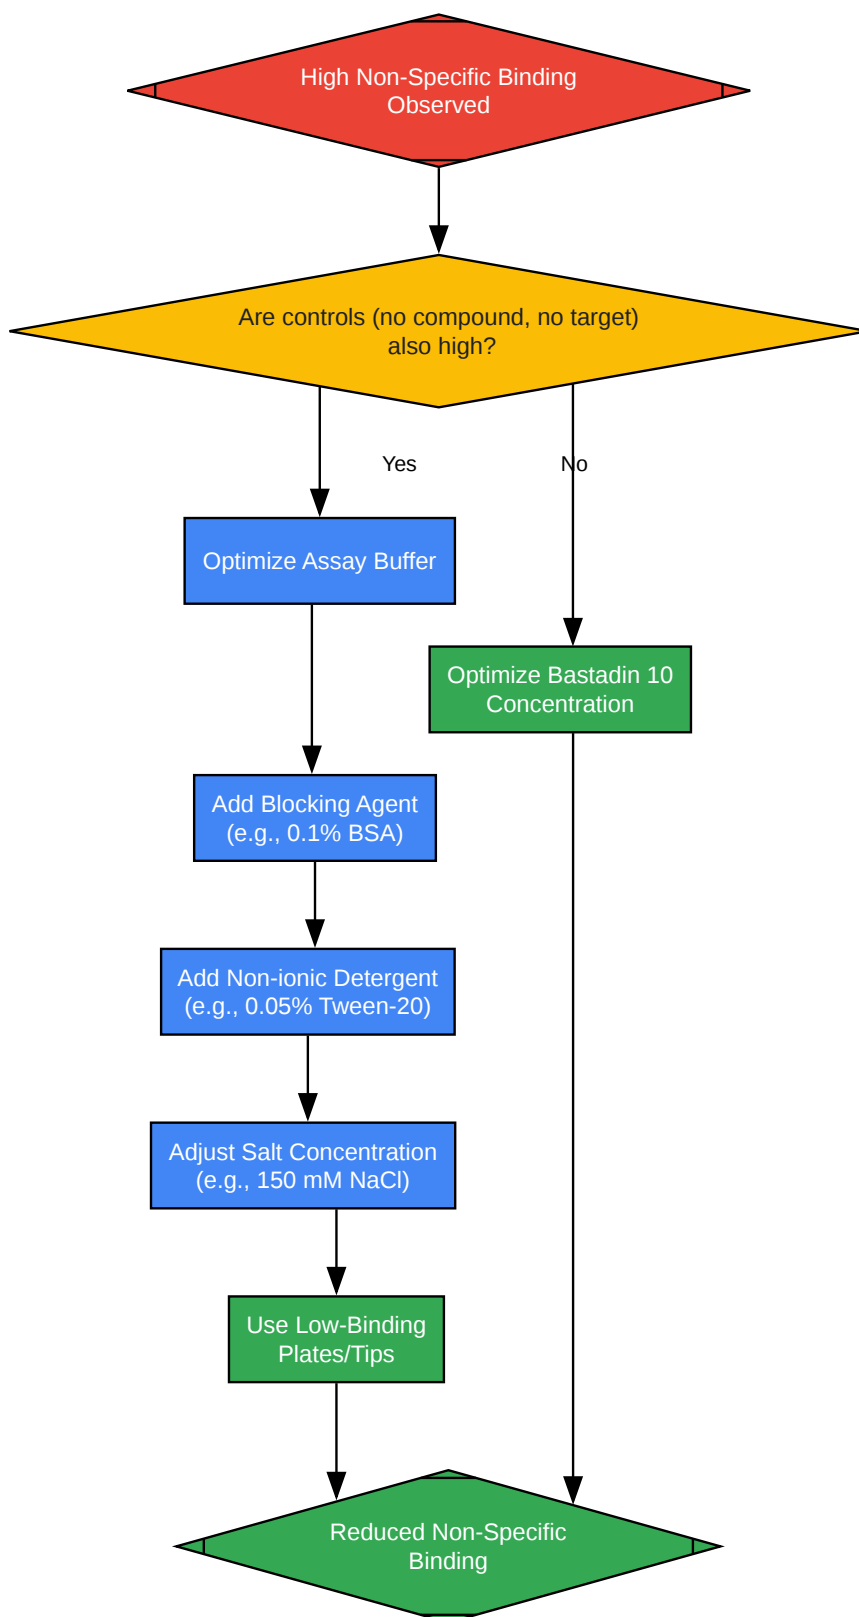 High Non-Specific Binding
Observed
Are controls (no compound, no target)
also high?
Yes
No
Optimize Assay Buffer
Optimize Bastadin 10
Concentration
Add Blocking Agent
(e.g., 0.1% BSA)
Add Non-ionic Detergent
(e.g., 0.05% Tween-20)
Adjust Salt Concentration
(e.g., 150 mM NaCl)
Use Low-Binding
Plates/Tips
Reduced Non-Specific
Binding